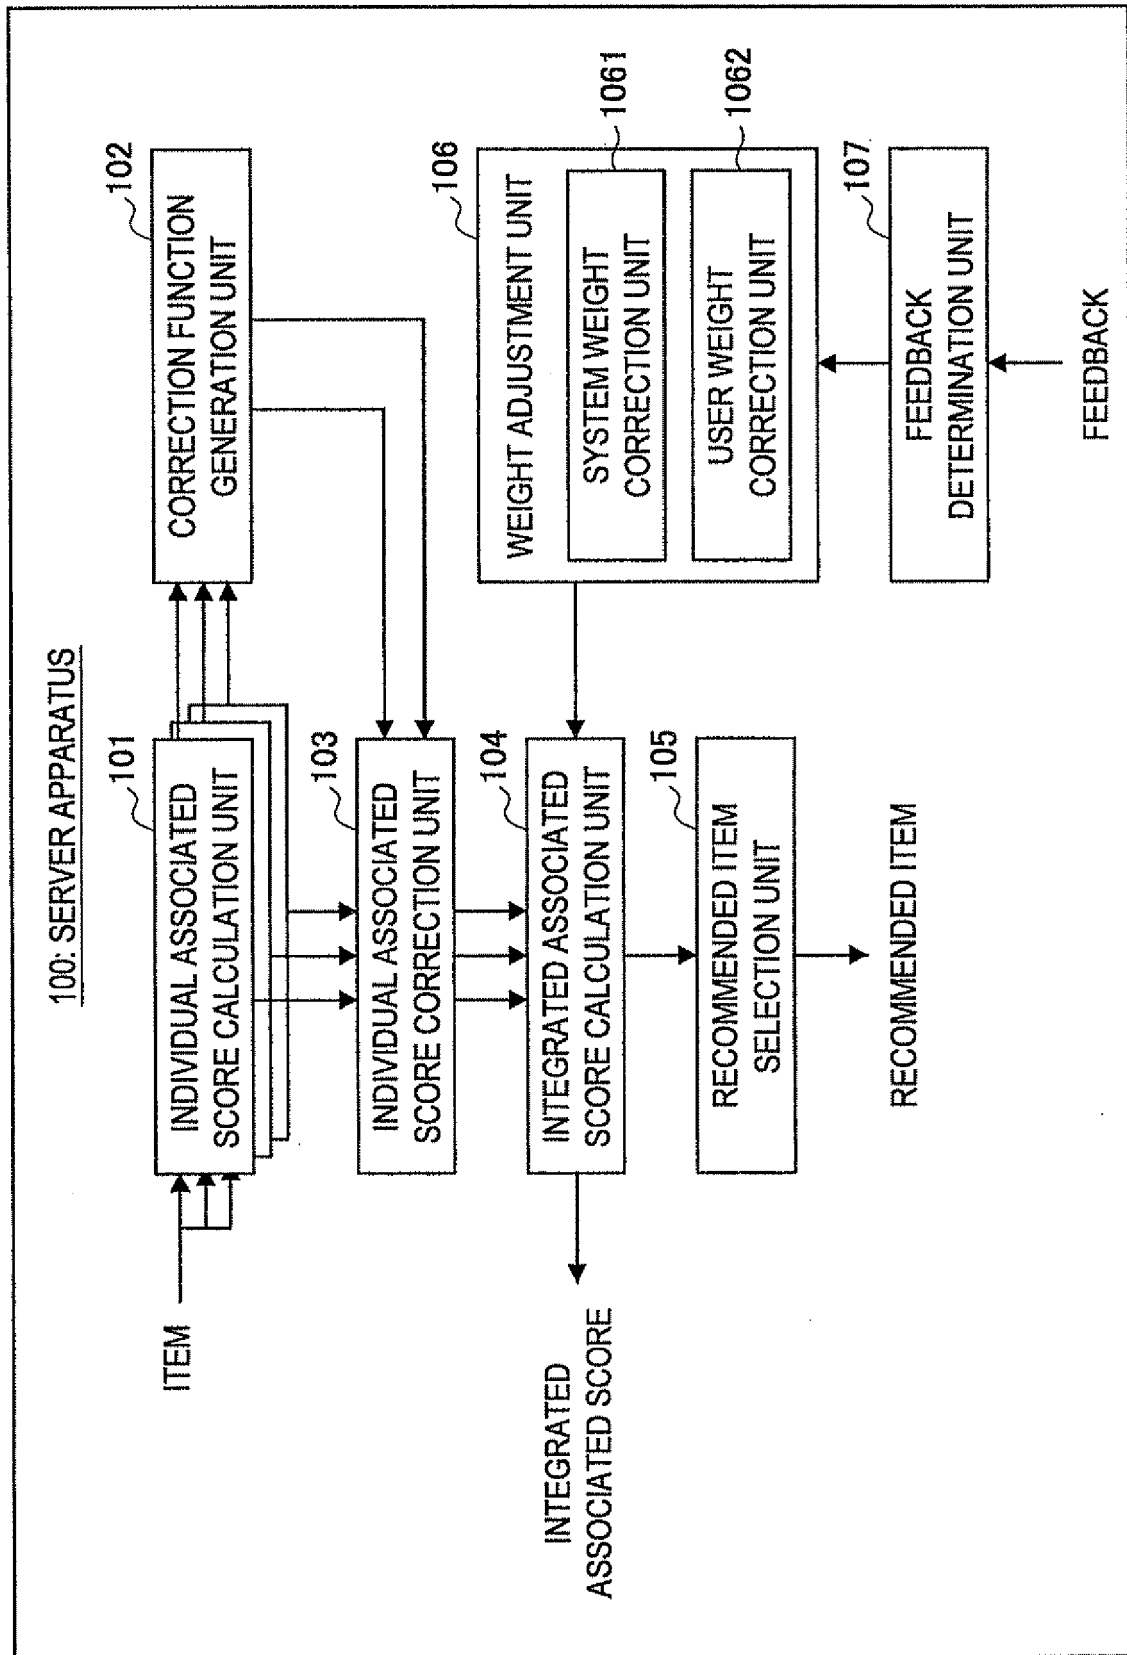 100: SERVER APPARATUS
ITEM
101
INDIVIDUAL ASSOCIATED
SCORE CALCULATION UNIT
102
CORRECTION FUNCTION
GENERATION UNIT
103
INDIVIDUAL ASSOCIATED
SCORE CORRECTION UNIT
104
INTEGRATED ASSOCIATED
SCORE CALCULATION UNIT
INTEGRATED
ASSOCIATED SCORE
105
RECOMMENDED ITEM
SELECTION UNIT
RECOMMENDED ITEM
106
WEIGHT ADJUSTMENT UNIT
1061
SYSTEM WEIGHT
CORRECTION UNIT
1062
USER WEIGHT
CORRECTION UNIT
107
FEEDBACK
DETERMINATION UNIT
FEEDBACK